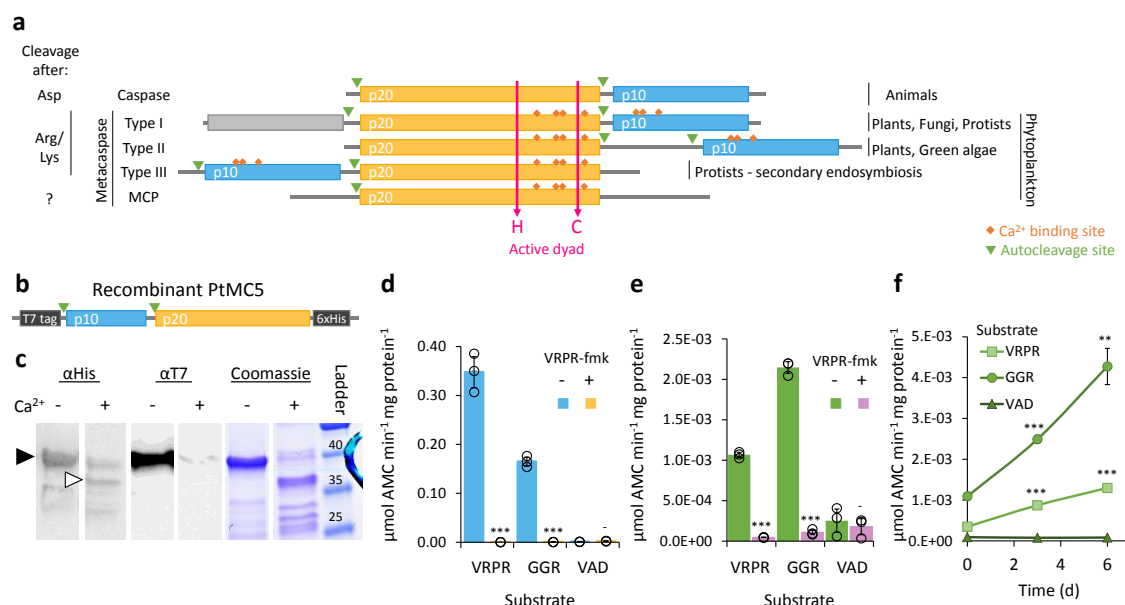 a
Cleavage
after:
Asp
Arg/
Lys
?
Metacaspase
Caspase
Type I
Type II
Type III
MCP
p20
p10
p20
p10
p20
p10
p10
p20
p20
H
C
Active dyad
Animals
Plants, Fungi, Protists
Plants, Green algae
Protists - secondary endosymbiosis
Phytoplankton
Ca²⁺ binding site
Autocleavage site
b
Recombinant PtMC5
T7 tag
p10
p20
6xHis
c
αHis
αT7
Coomassie
Ladder
Ca²⁺
- + - + - +
40
35
25
d
µmol AMC min⁻¹ mg protein⁻¹
0.40
0.30
0.20
0.10
0.00
VRPR-fmk
- +
*** *** -
VRPR GGR VAD
Substrate
e
µmol AMC min⁻¹ mg protein⁻¹
2.5E-03
2.0E-03
1.5E-03
1.0E-03
5.0E-04
0.0E+00
VRPR-fmk
- +
*** *** -
VRPR GGR VAD
Substrate
f
µmol AMC min⁻¹ mg protein⁻¹
5.E-03
4.E-03
3.E-03
2.E-03
1.E-03
0.E+00
Substrate
VRPR
GGR
VAD
**
***
***
***
0 3 6
Time (d)